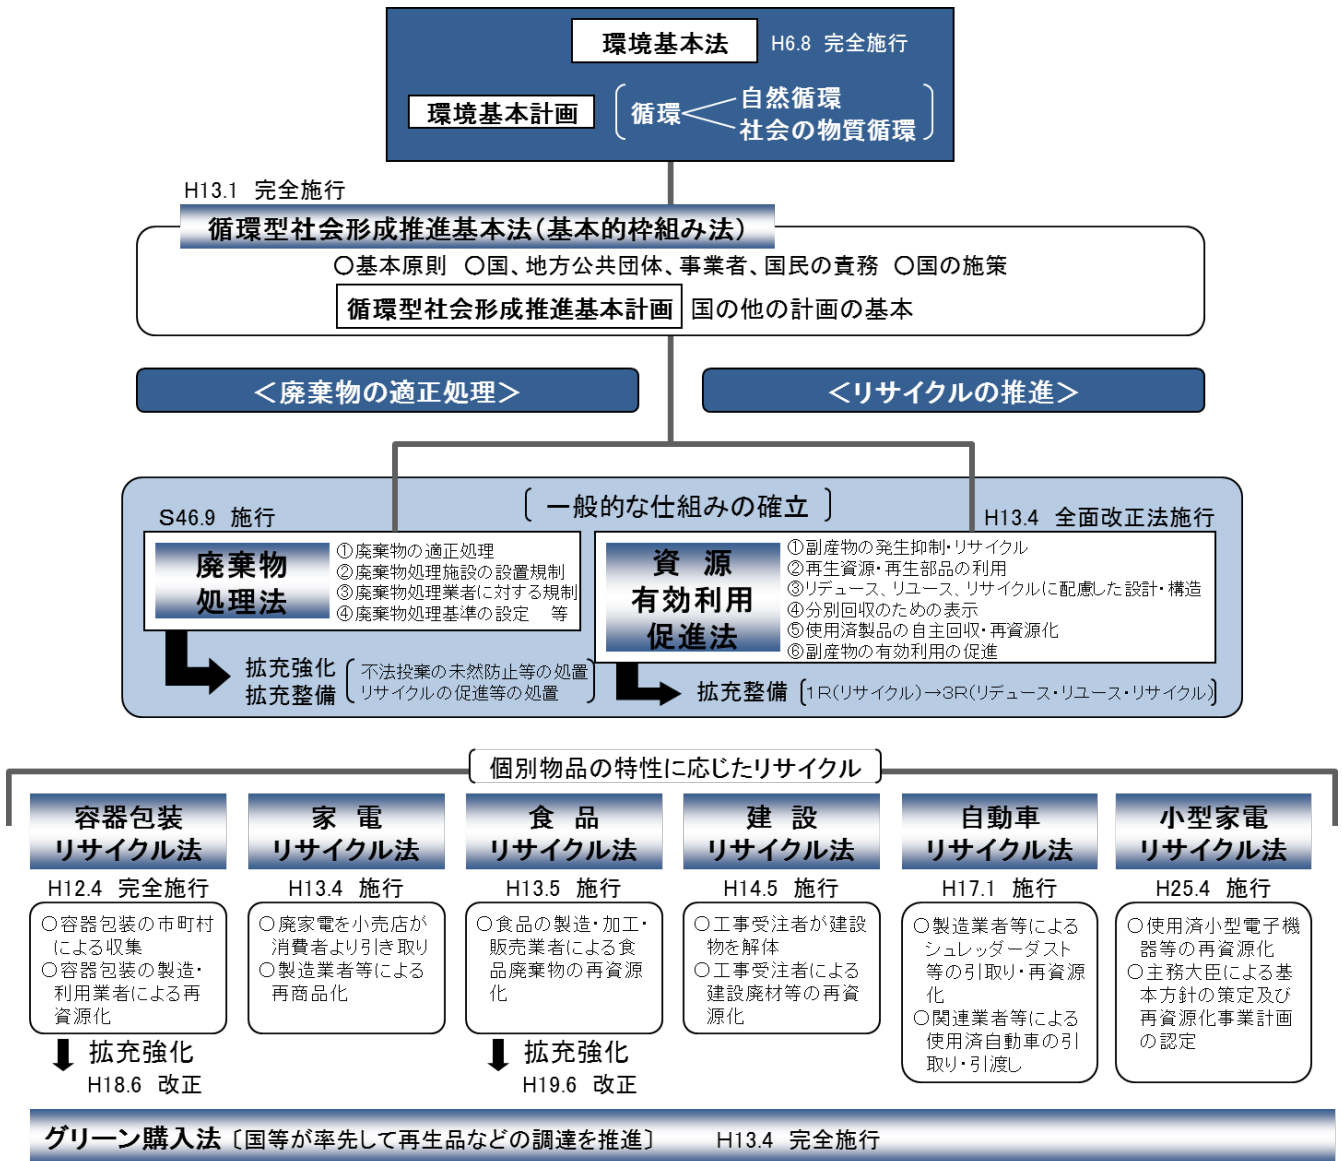 環境基本法 H6.8 完全施行
環境基本計画 〔循環 自然循環
社会の物質循環〕
H13.1 完全施行
循環型社会形成推進基本法(基本的枠組み法)
○基本原則 ○国、地方公共団体、事業者、国民の責務 ○国の施策
循環型社会形成推進基本計画 国の他の計画の基本
<廃棄物の適正処理>
<リサイクルの推進>
〔一般的な仕組みの確立〕
S46.9 施行
廃棄物
処理法
①廃棄物の適正処理
②廃棄物処理施設の設置規制
③廃棄物処理業者に対する規制
④廃棄物処理基準の設定 等
拡充強化
拡充整備
〔不法投棄の未然防止等の処置
リサイクルの促進等の処置〕
H13.4 全面改正法施行
資 源
有効利用
促進法
①副産物の発生抑制・リサイクル
②再生資源・再生部品の利用
③リデュース、リユース、リサイクルに配慮した設計・構造
④分別回収のための表示
⑤使用済製品の自主回収・再資源化
⑥副産物の有効利用の促進
拡充整備 〔1R(リサイクル)→3R(リデュース・リユース・リサイクル)〕
〔個別物品の特性に応じたリサイクル〕
容器包装
リサイクル法
H12.4 完全施行
○容器包装の市町村
による収集
○容器包装の製造・
利用業者による再
資源化
拡充強化
H18.6 改正
家 電
リサイクル法
H13.4 施行
○廃家電を小売店が
消費者より引き取り
○製造業者等による
再商品化
食 品
リサイクル法
H13.5 施行
○食品の製造・加工・
販売業者による食
品廃棄物の再資源
化
拡充強化
H19.6 改正
建 設
リサイクル法
H14.5 施行
○工事受注者が建設
物を解体
○工事受注者による
建設廃材等の再資
源化
自動車
リサイクル法
H17.1 施行
○製造業者等による
シュレッダーダスト
等の引取り・再資源
化
○関連業者等による
使用済自動車の引
取り・引渡し
小型家電
リサイクル法
H25.4 施行
○使用済小型電子機
器等の再資源化
○主務大臣による基
本方針の策定及び
再資源化事業計画
の認定
グリーン購入法〔国等が率先して再生品などの調達を推進〕 H13.4 完全施行